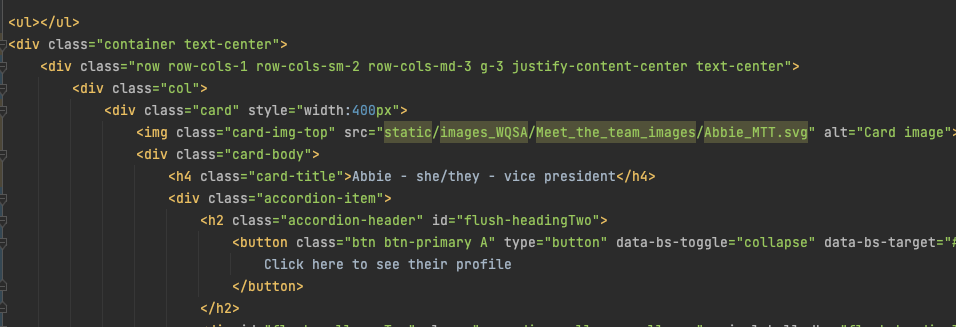 <ul></ul>
<div class="container text-center">
<div class="row row-cols-1 row-cols-sm-2 row-cols-md-3 g-3 justify-content-center text-center">
<div class="col">
<div class="card" style="width:400px">
<img class="card-img-top" src="static/images_WQSA/Meet_the_team_images/Abbie_MTT.svg" alt="Card image">
<div class="card-body">
<h4 class="card-title">Abbie - she/they - vice president</h4>
<div class="accordion-item">
<h2 class="accordion-header" id="flush-headingTwo">
<button class="btn btn-primary A" type="button" data-bs-toggle="collapse" data-bs-target="#
Click here to see their profile
</button>
</h2>